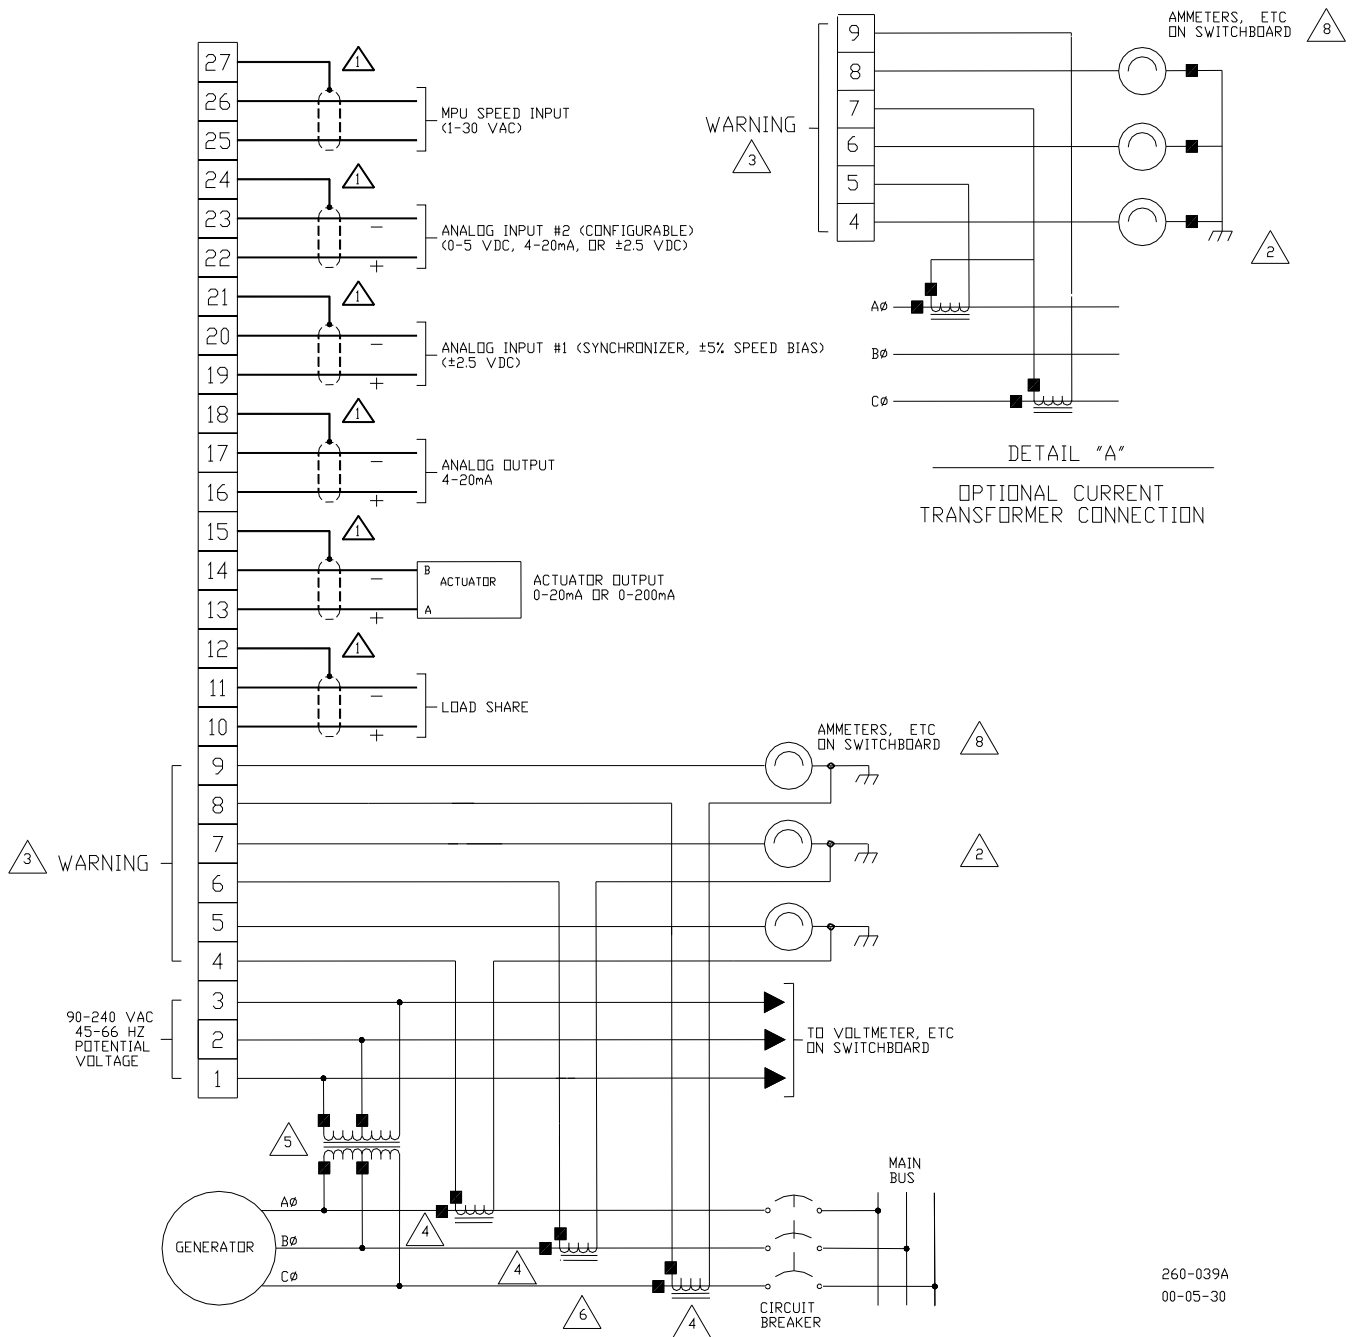 27
1
26
MPU SPEED INPUT
(1-30 VAC)
25
24
1
23
−
ANALOG INPUT #2 (CONFIGURABLE)
(0-5 VDC, 4-20mA, OR ±2.5 VDC)
22
+
21
1
20
−
ANALOG INPUT #1 (SYNCHRONIZER, ±5% SPEED BIAS)
(±2.5 VDC)
19
+
18
1
17
−
ANALOG OUTPUT
4-20mA
16
+
15
1
14
−
B
ACTUATOR
A
ACTUATOR OUTPUT
0-20mA OR 0-200mA
13
+
12
1
11
−
LOAD SHARE
10
+
9
AMMETERS, ETC
ON SWITCHBOARD
8
8
3
WARNING
7
2
6
5
4
3
90-240 VAC
45-66 HZ
POTENTIAL
VOLTAGE
2
TO VOLTMETER, ETC
ON SWITCHBOARD
1
5
GENERATOR
AØ
BØ
CØ
4
4
6
4
MAIN
BUS
CIRCUIT
BREAKER
AMMETERS, ETC
ON SWITCHBOARD
8
9
8
7
WARNING
3
6
5
4
2
AØ
BØ
CØ
DETAIL "A"
OPTIONAL CURRENT
TRANSFORMER CONNECTION
260-039A
00-05-30